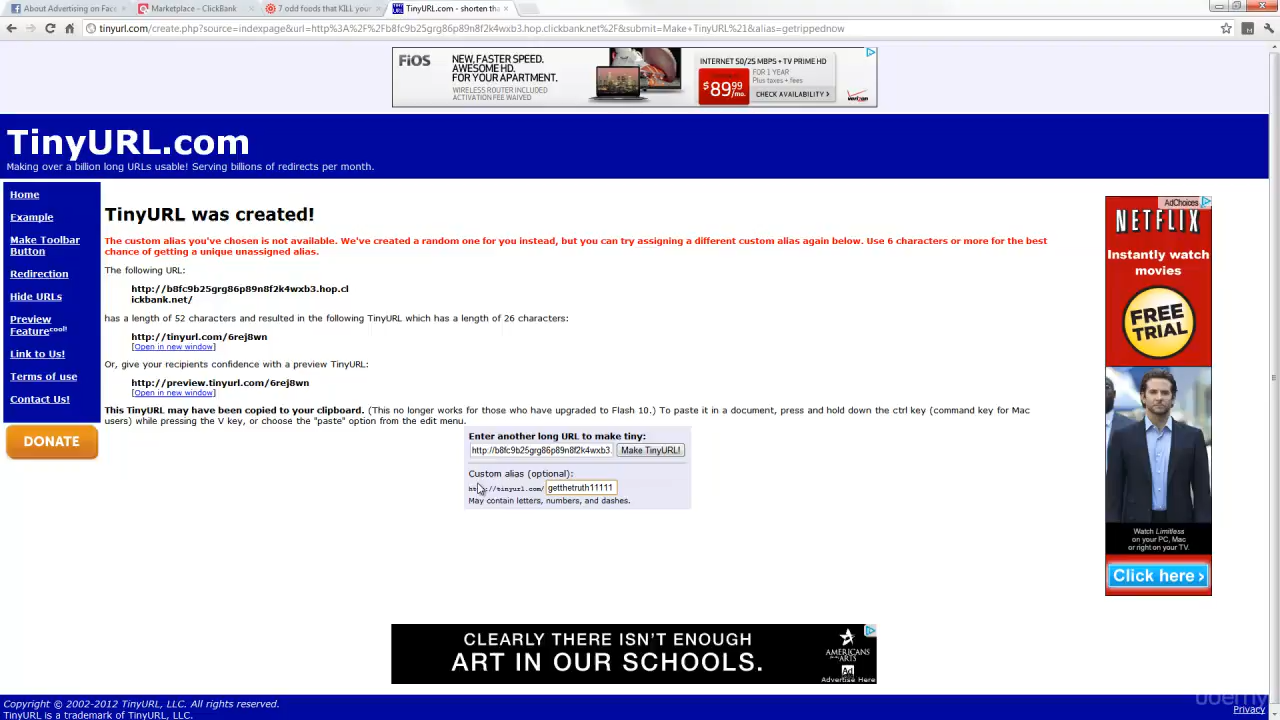 About Advertising on Fac
Marketplace - ClickBank
7 odd foods that KILL your
TinyURL.com - shorten tha
tinyurl.com/create.php?source=indexpage&url=http%3A%2F%2Fb8fc9b25grg86p89n8f2k4wxb3.hop.clickbank.net%2F&submit=Make+TinyURL%21&alias=getrippednow
FiOS
NEW, FASTER SPEED.
AWESOME HD.
FOR YOUR APARTMENT.
WIRELESS ROUTER INCLUDED
ACTIVATION FEE WAIVED
INTERNET 50/25 MBPS + TV PRIME HD
$89.99/mo.
FOR 1 YEAR
Plus taxes + fees
CHECK AVAILABILITY
verizon
TinyURL.com
Making over a billion long URLs usable! Serving billions of redirects per month.
Home
Example
Make Toolbar
Button
Redirection
Hide URLs
Preview
Feature cool!
Link to Us!
Terms of use
Contact Us!
DONATE
TinyURL was created!
The custom alias you've chosen is not available. We've created a random one for you instead, but you can try assigning a different custom alias again below. Use 6 characters or more for the best
chance of getting a unique unassigned alias.
The following URL:
http://b8fc9b25grg86p89n8f2k4wxb3.hop.cl
ickbank.net/
has a length of 52 characters and resulted in the following TinyURL which has a length of 26 characters:
http://tinyurl.com/6rej8wn
[Open in new window]
Or, give your recipients confidence with a preview TinyURL:
http://preview.tinyurl.com/6rej8wn
[Open in new window]
This TinyURL may have been copied to your clipboard. (This no longer works for those who have upgraded to Flash 10.) To paste it in a document, press and hold down the ctrl key (command key for Mac
users) while pressing the V key, or choose the "paste" option from the edit menu.
Enter another long URL to make tiny:
http://b8fc9b25grg86p89n8f2k4wxb3. Make TinyURL!
Custom alias (optional):
http://tinyurl.com/ getthetruth11111
May contain letters, numbers, and dashes.
AdChoices
NETFLIX
Instantly watch
movies
FREE
TRIAL
Watch Limitless
on your PC, Mac
or right on your TV.
Click here ›
CLEARLY THERE ISN'T ENOUGH
ART IN OUR SCHOOLS.
AMERICANS
for the
ARTS
Ad
Advertise Here
Copyright © 2002-2012 TinyURL, LLC. All rights reserved.
TinyURL is a trademark of TinyURL, LLC.
udemy
Privacy